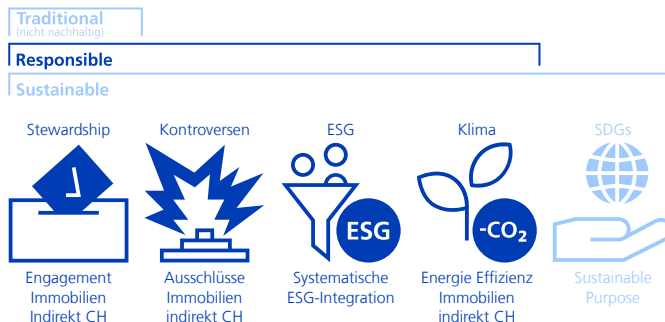 Traditional
(nicht nachhaltig)
Responsible
Sustainable
Stewardship
Kontroversen
ESG
Klima
SDGs
ESG
-CO₂
Engagement
Immobilien
Indirekt CH
Ausschlüsse
Immobilien
indirekt CH
Systematische
ESG-Integration
Energie Effizienz
Immobilien
indirekt CH
Sustainable
Purpose